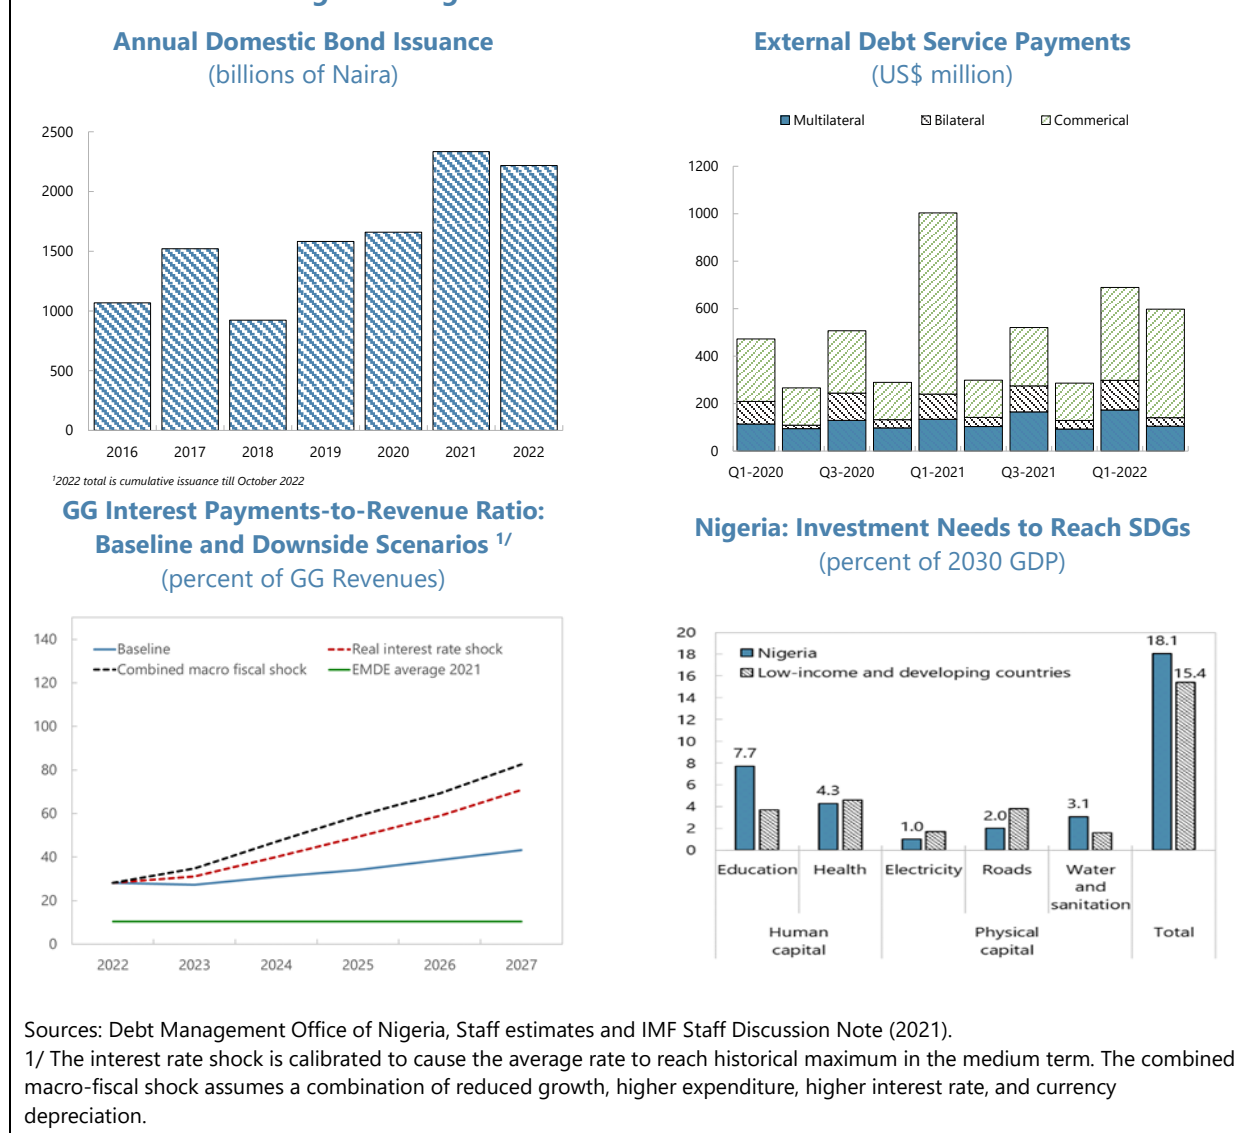 Annual Domestic Bond Issuance
(billions of Naira)
2500
2000
1500
1000
500
0
2016 2017 2018 2019 2020 2021 2022
¹2022 total is cumulative issuance till October 2022
External Debt Service Payments
(US$ million)
Multilateral Bilateral Commerical
1200
1000
800
600
400
200
0
Q1-2020 Q3-2020 Q1-2021 Q3-2021 Q1-2022
GG Interest Payments-to-Revenue Ratio:
Baseline and Downside Scenarios 1/
(percent of GG Revenues)
140
120
100
80
60
40
20
0
Baseline Real interest rate shock
Combined macro fiscal shock EMDE average 2021
2022 2023 2024 2025 2026 2027
Nigeria: Investment Needs to Reach SDGs
(percent of 2030 GDP)
20
18
16
14
12
10
8
6
4
2
0
Nigeria
Low-income and developing countries
7.7
4.3
1.0
2.0
3.1
18.1
15.4
Education Health Electricity Roads Water
and
sanitation
Human
capital
Physical
capital
Total
Sources: Debt Management Office of Nigeria, Staff estimates and IMF Staff Discussion Note (2021).
1/ The interest rate shock is calibrated to cause the average rate to reach historical maximum in the medium term. The combined
macro-fiscal shock assumes a combination of reduced growth, higher expenditure, higher interest rate, and currency
depreciation.